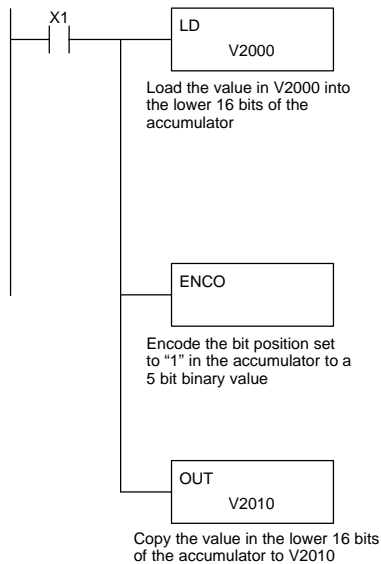 X1
LD
V2000
Load the value in V2000 into
the lower 16 bits of the
accumulator
ENCO
Encode the bit position set
to “1” in the accumulator to a
5 bit binary value
OUT
V2010
Copy the value in the lower 16 bits
of the accumulator to V2010